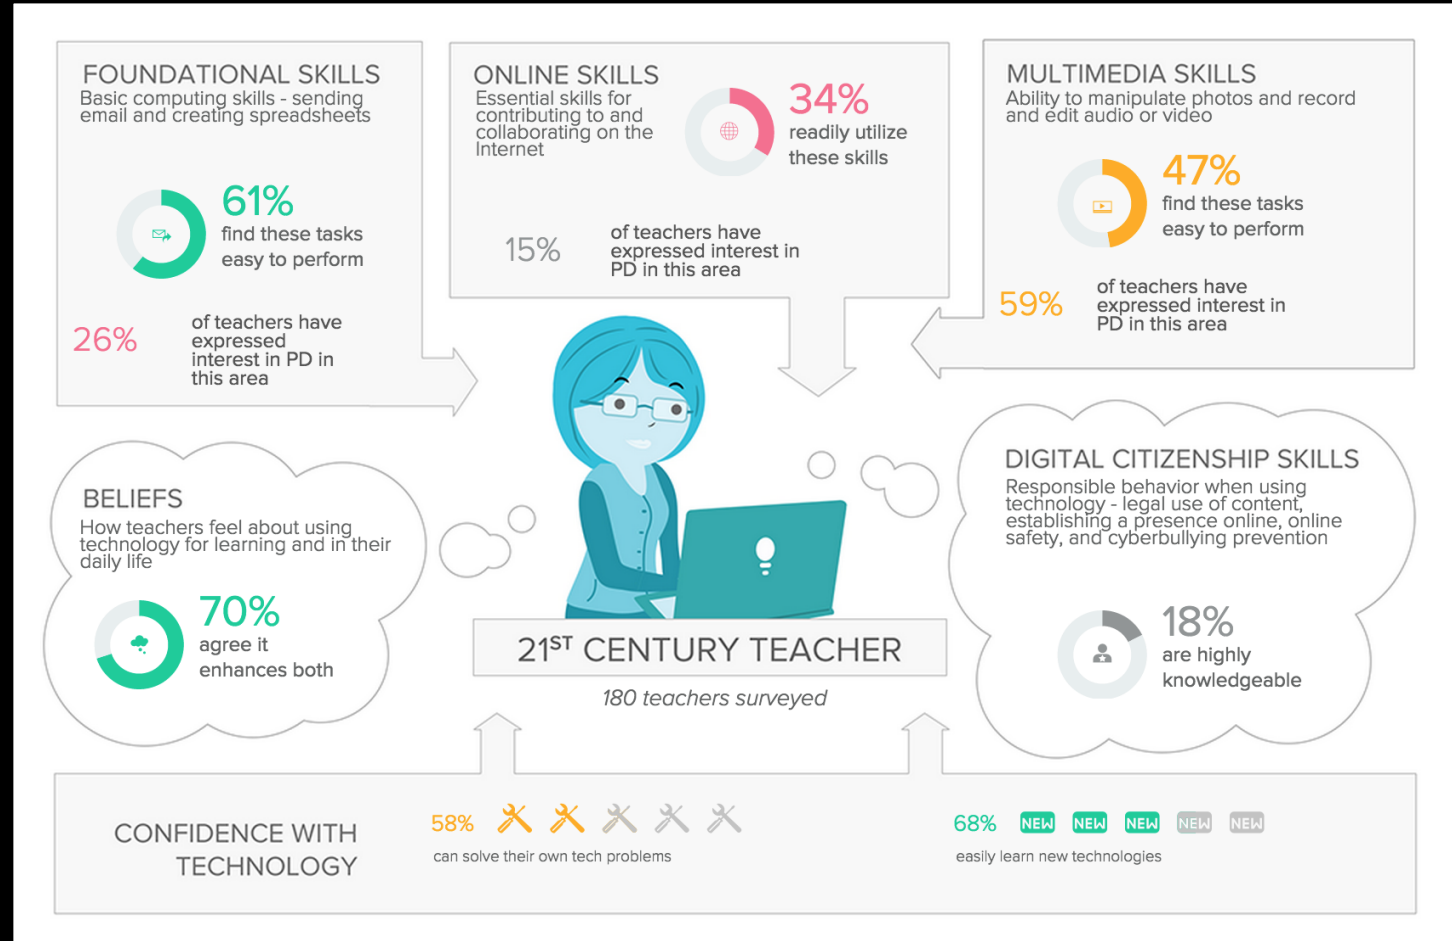 FOUNDATIONAL SKILLS
Basic computing skills - sending
email and creating spreadsheets
61%
find these tasks
easy to perform
26%
of teachers have
expressed
interest in PD in
this area
ONLINE SKILLS
Essential skills for
contributing to and
collaborating on the
Internet
34%
readily utilize
these skills
15%
of teachers have
expressed interest in
PD in this area
MULTIMEDIA SKILLS
Ability to manipulate photos and record
and edit audio or video
47%
find these tasks
easy to perform
59%
of teachers have
expressed interest in
PD in this area
BELIEFS
How teachers feel about using
technology for learning and in their
daily life
70%
agree it
enhances both
DIGITAL CITIZENSHIP SKILLS
Responsible behavior when using
technology - legal use of content,
establishing a presence online, online
safety, and cyberbullying prevention
18%
are highly
knowledgeable
21ST CENTURY TEACHER
180 teachers surveyed
CONFIDENCE WITH
TECHNOLOGY
58%
can solve their own tech problems
68% NEW NEW NEW NEW NEW
easily learn new technologies